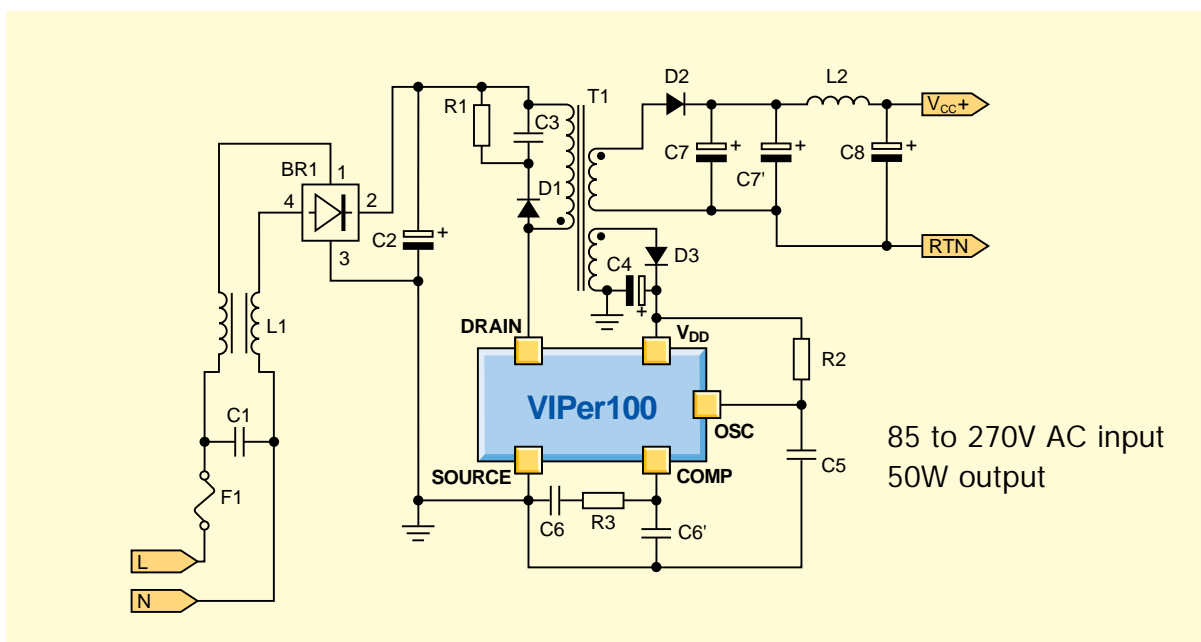 D2
L2
T1
R1
C3
V_CC+
BR1
1
C7
C7'
C8
4
2
D1
C2
+
+
+
+
3
RTN
C4
D3
+
L1
DRAIN
V_DD
R2
VIPer100
OSC
C1
85 to 270V AC input
SOURCE
COMP
C5
50W output
F1
C6
R3
C6'
L
N